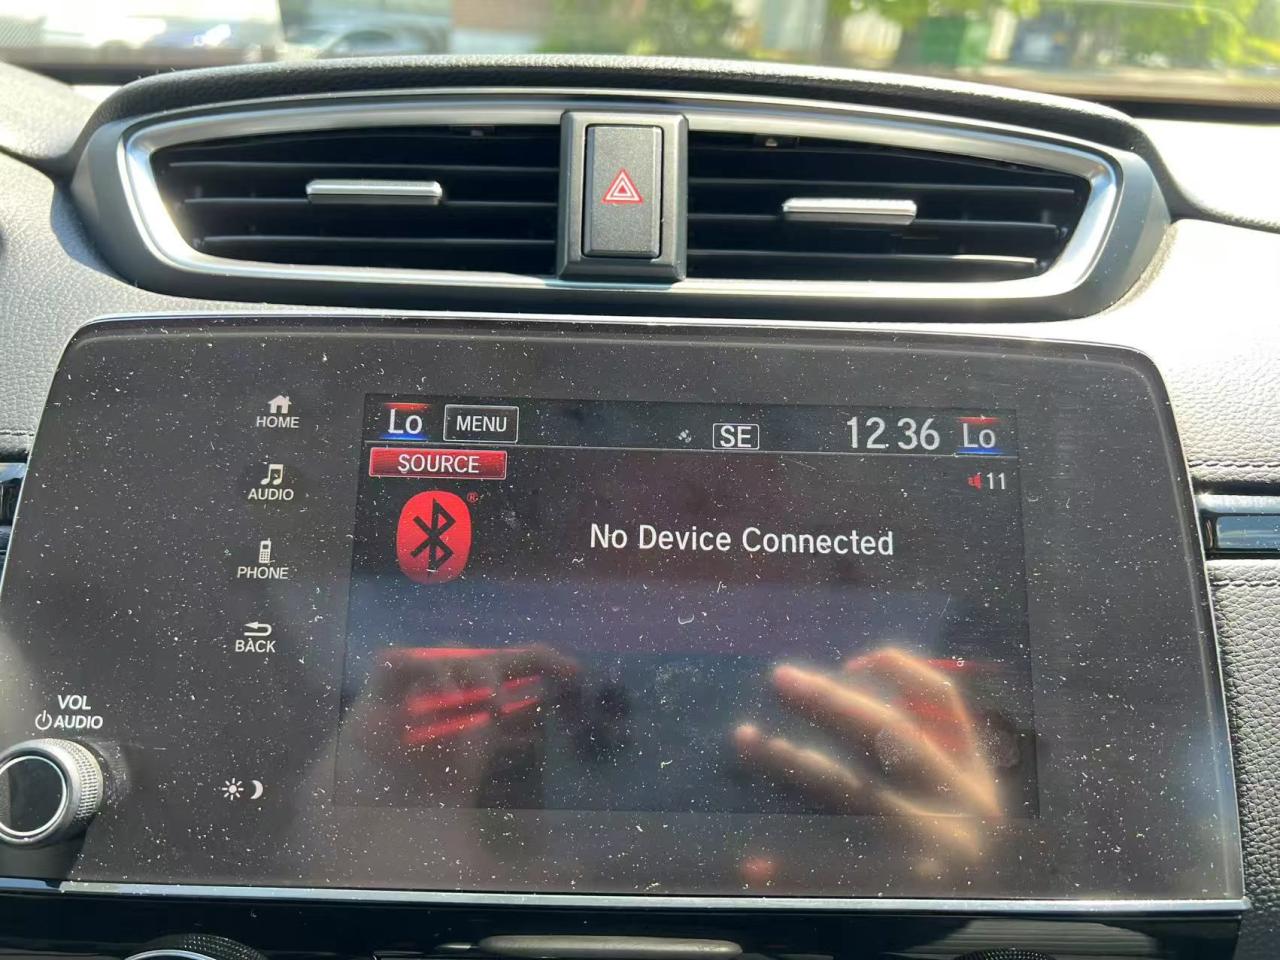 HOME
AUDIO
PHONE
BACK
VOL
AUDIO
Lo MENU SE 12 36 Lo
SOURCE
11
®
No Device Connected